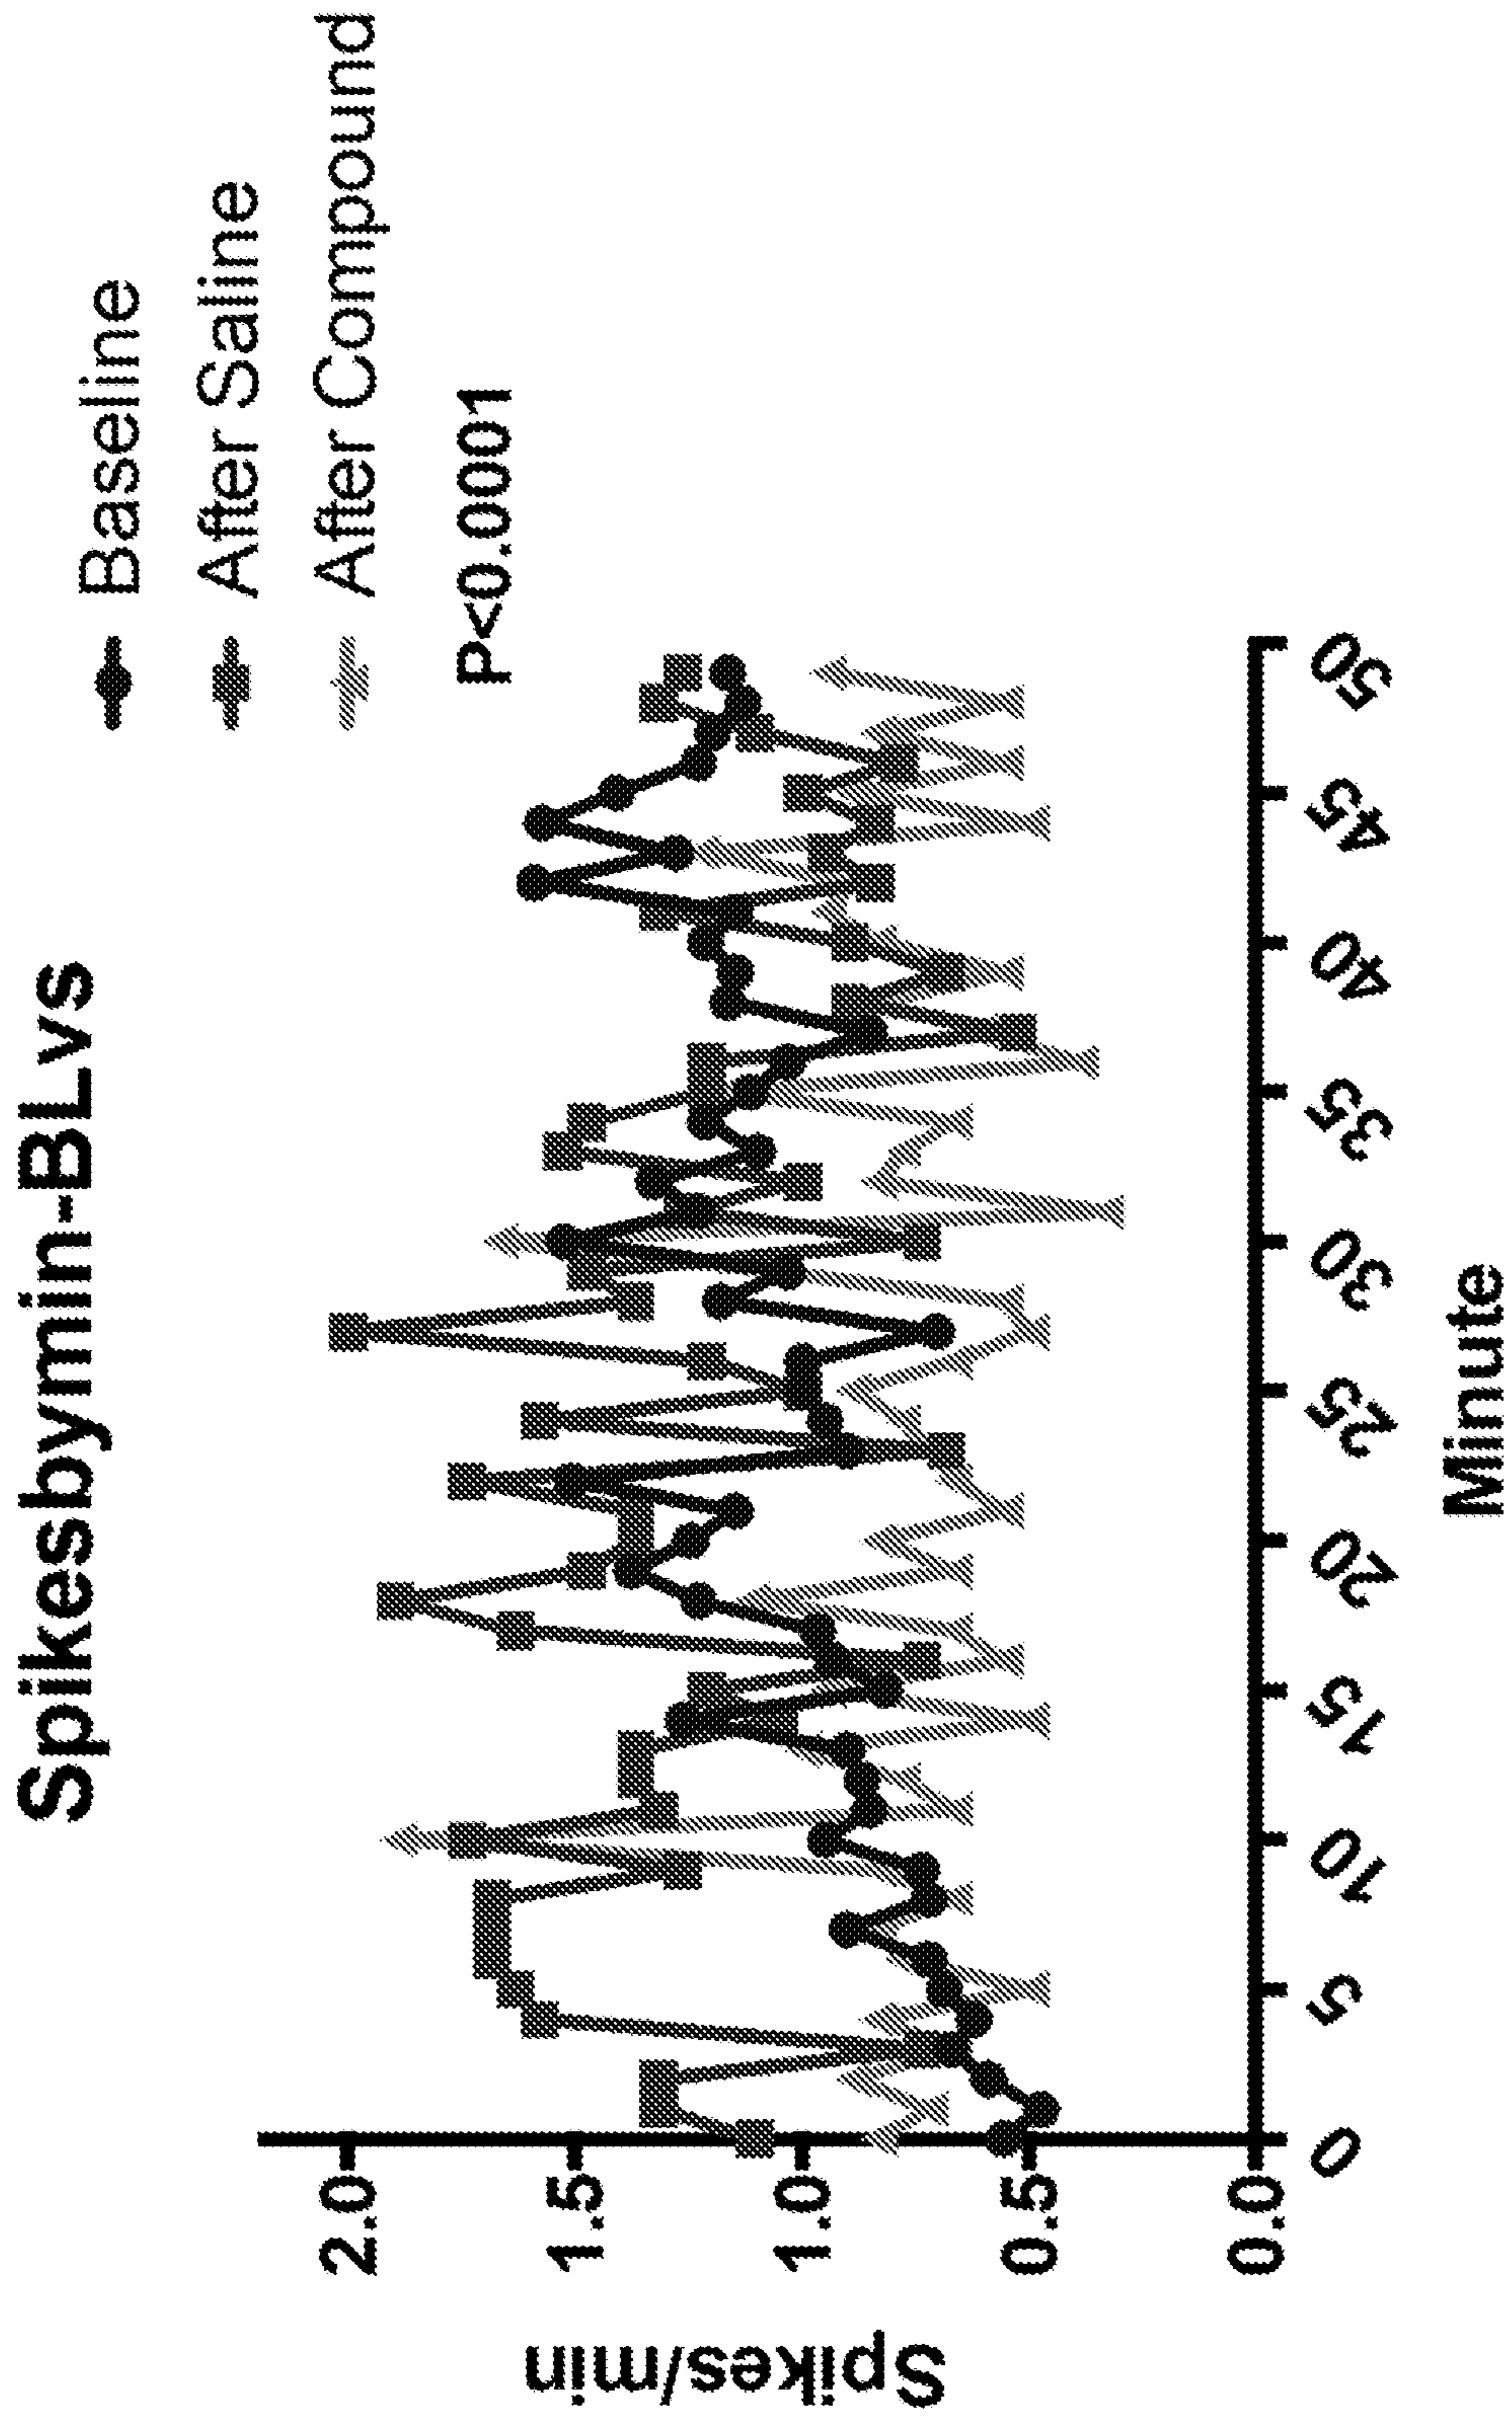 Spikesbymin-BLvs
Baseline
After Saline
After Compound
P<0.0001
Spikes/min
2.0
1.5
1.0
0.5
0.0
0
5
10
15
20
25
30
35
40
45
50
Minute